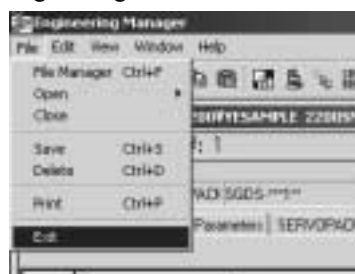 Engineering Manager
File Edit View Window Help
File Manager Ctrl+F
Open
Close
Save Ctrl+S
Delete Ctrl+D
Print Ctrl+P
Exit
Parameters SERVOPACK